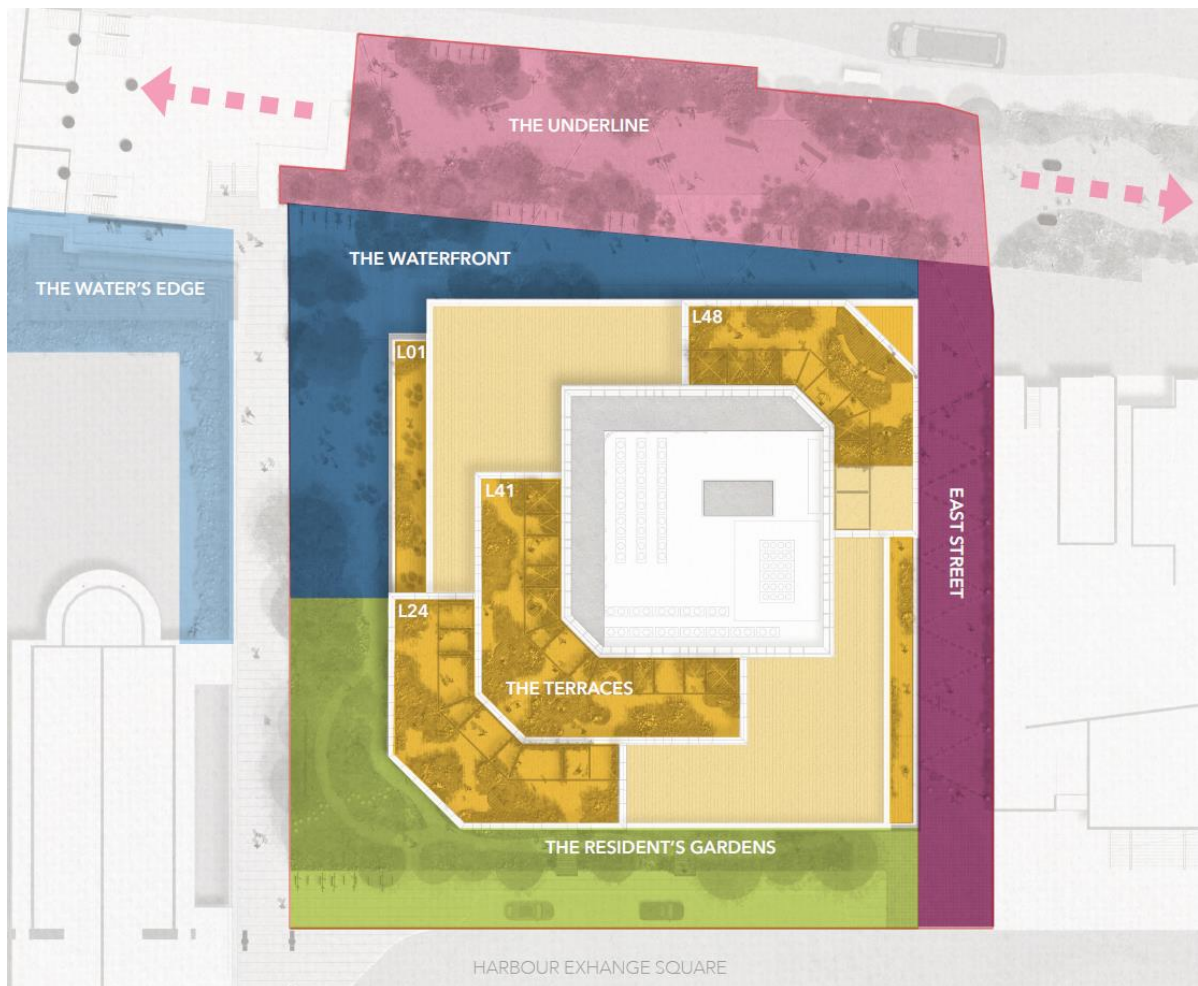 THE UNDERLINE
THE WATERFRONT
THE WATER'S EDGE
L48
L01
L41
EAST STREET
L24
THE TERRACES
THE RESIDENT'S GARDENS
HARBOUR EXHANGE SQUARE